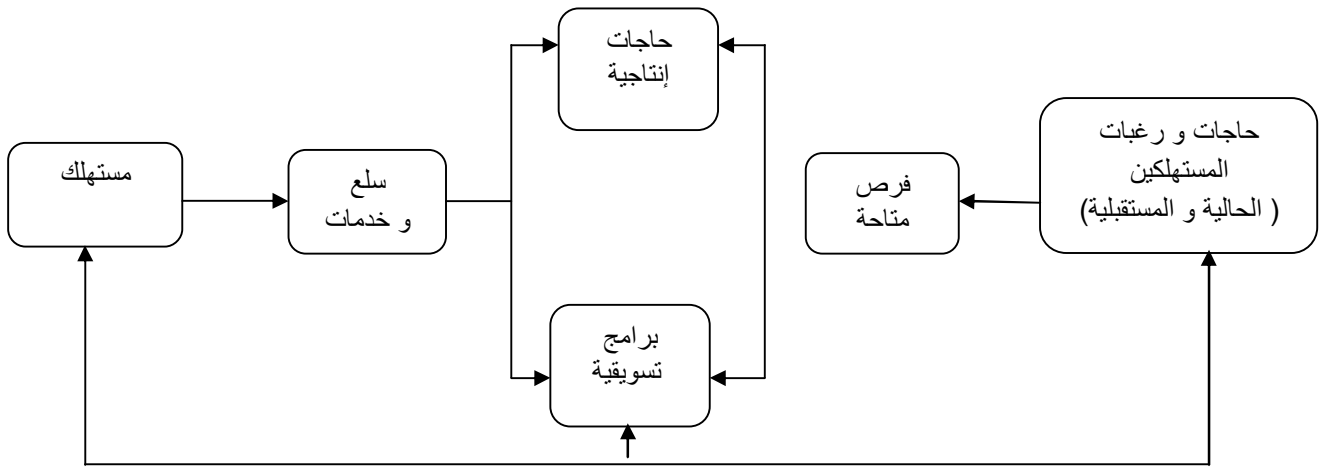 حاجات
إنتاجية
حاجات و رغبات
المستهلكين
( الحالية و المستقبلية)
فرص
متاحة
سلع
و خدمات
مستهلك
برامج
تسويقية